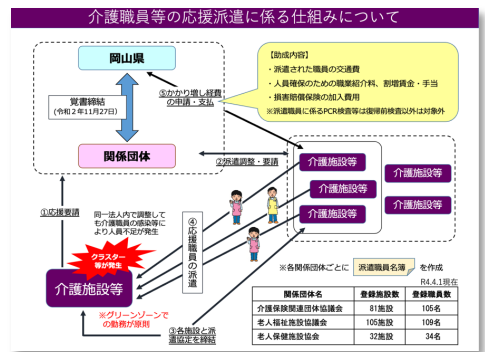 介護職員等の応援派遣に係る仕組みについて
岡山県
覚書締結
(令和2年11月27日)
関係団体
⑤かかり増し経費
の申請・支払
【助成内容】
・派遣された職員の交通費
・人員確保のための職業紹介料、割増賃金・手当
・損害賠償保険の加入費用
※派遣職員に係るPCR検査等は復帰前検査以外は対象外
②派遣調整・要請
介護施設等
介護施設等
介護施設等
介護施設等
介護施設等
①応援要請
同一法人内で調整して
も介護職員の感染等に
より人員不足が発生
クラスター
等が発生
介護施設等
※グリーンゾーンで
の勤務が原則
④応援職員の派遣
③各施設と派
遣協定を締結
※各関係団体ごとに 派遣職員名簿 を作成
R4.4.1現在
関係団体名 登録施設数 登録職員数
介護保険関連団体協議会 81施設 105名
老人福祉施設協議会 105施設 109名
老人保健施設協会 32施設 34名